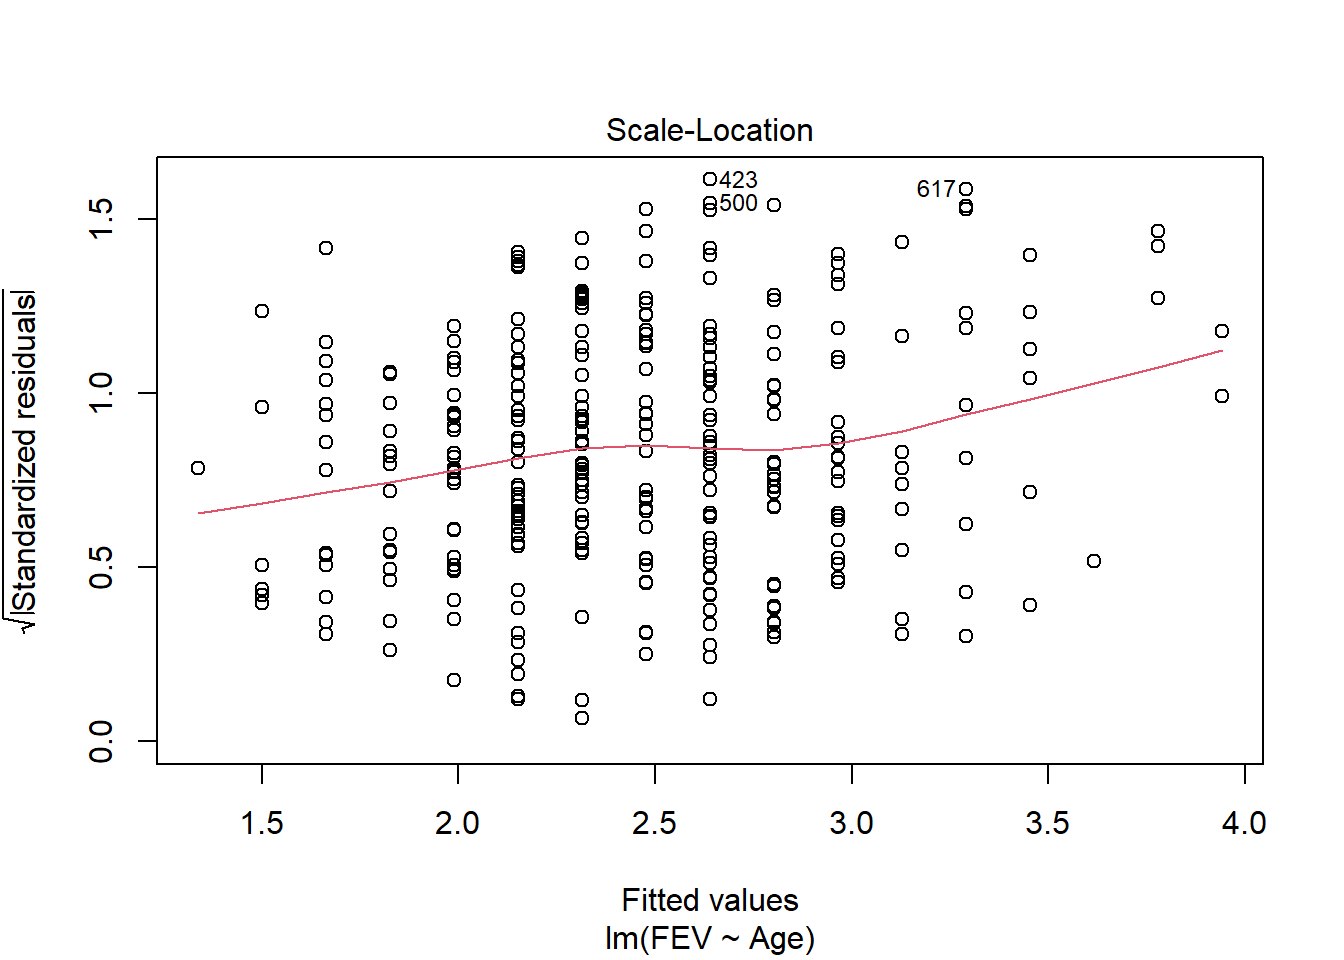 Scale-Location
423
617
500
√|Standardized residuals|
0.0 0.5 1.0 1.5
1.5 2.0 2.5 3.0 3.5 4.0
Fitted values
lm(FEV ~ Age)